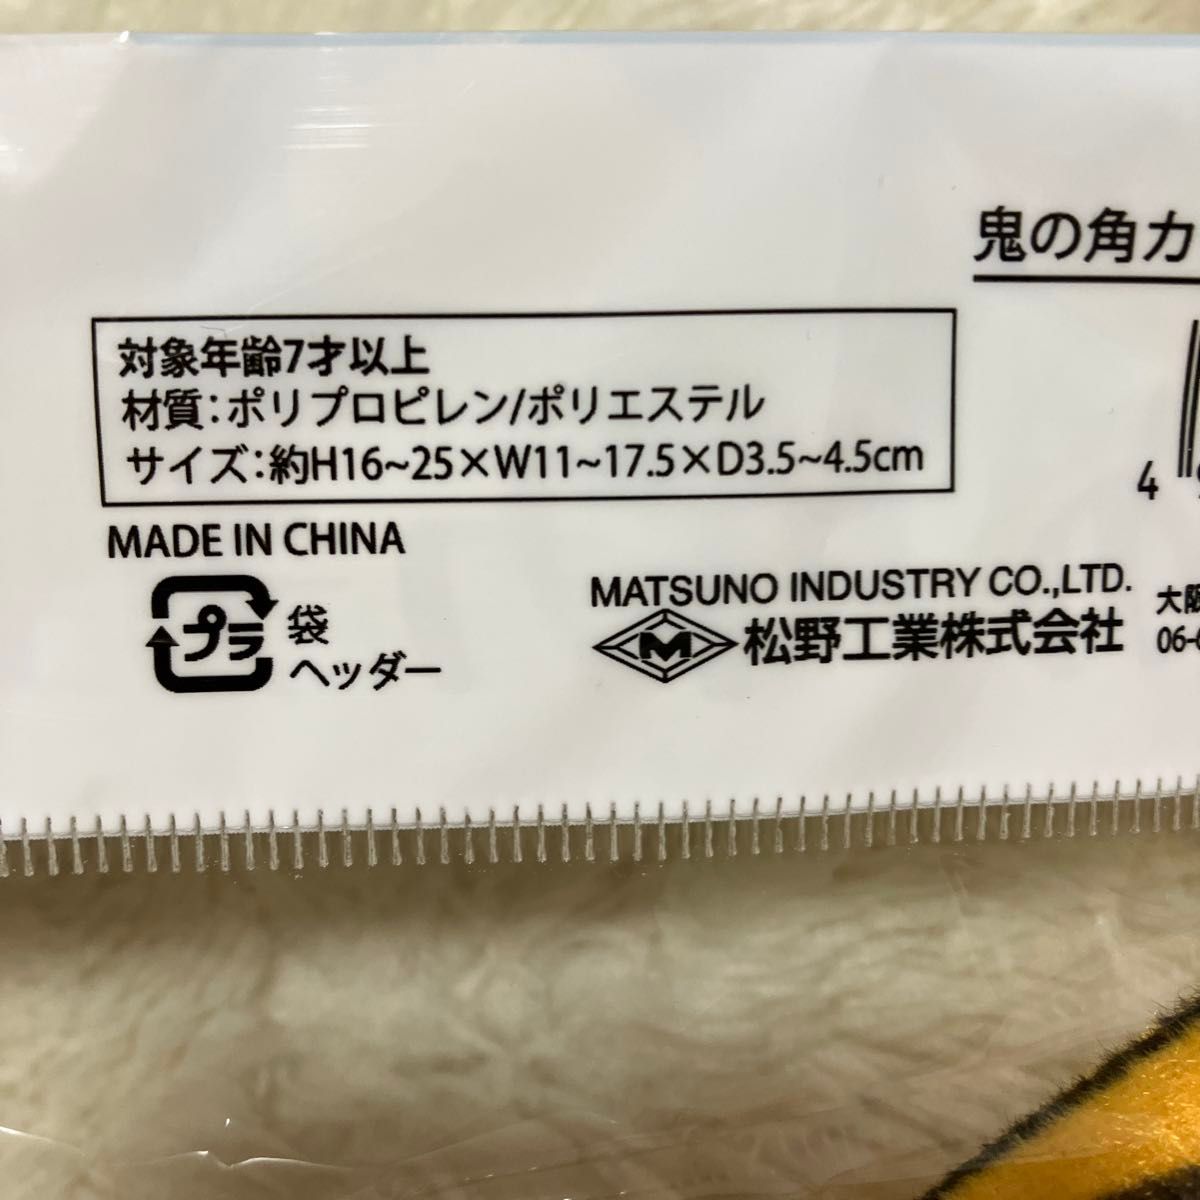 鬼の角カ
対象年齢7才以上
材質：ポリプロピレン/ポリエステル
サイズ：約H16~25×W11~17.5×D3.5~4.5cm
4
MADE IN CHINA
プラ
袋
ヘッダー
MATSUNO INDUSTRY CO.,LTD.
M
松野工業株式会社
大阪
06-